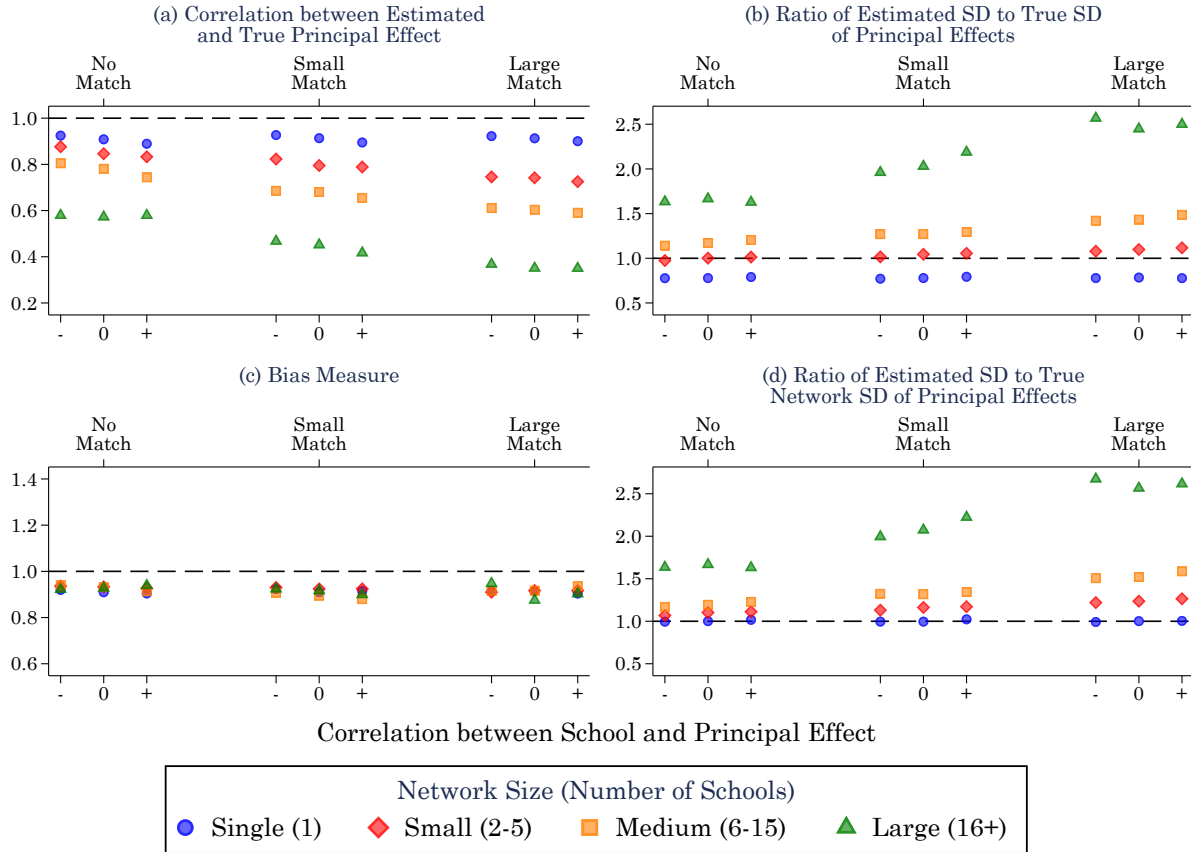 (a) Correlation between Estimated
and True Principal Effect
No
Match
Small
Match
Large
Match
1.0
0.8
0.6
0.4
0.2
-
0
+
-
0
+
-
0
+
(b) Ratio of Estimated SD to True SD
of Principal Effects
No
Match
Small
Match
Large
Match
2.5
2.0
1.5
1.0
0.5
-
0
+
-
0
+
-
0
+
(c) Bias Measure
No
Match
Small
Match
Large
Match
1.4
1.2
1.0
0.8
0.6
-
0
+
-
0
+
-
0
+
(d) Ratio of Estimated SD to True
Network SD of Principal Effects
No
Match
Small
Match
Large
Match
2.5
2.0
1.5
1.0
0.5
-
0
+
-
0
+
-
0
+
Correlation between School and Principal Effect
Network Size (Number of Schools)
Single (1)
Small (2-5)
Medium (6-15)
Large (16+)